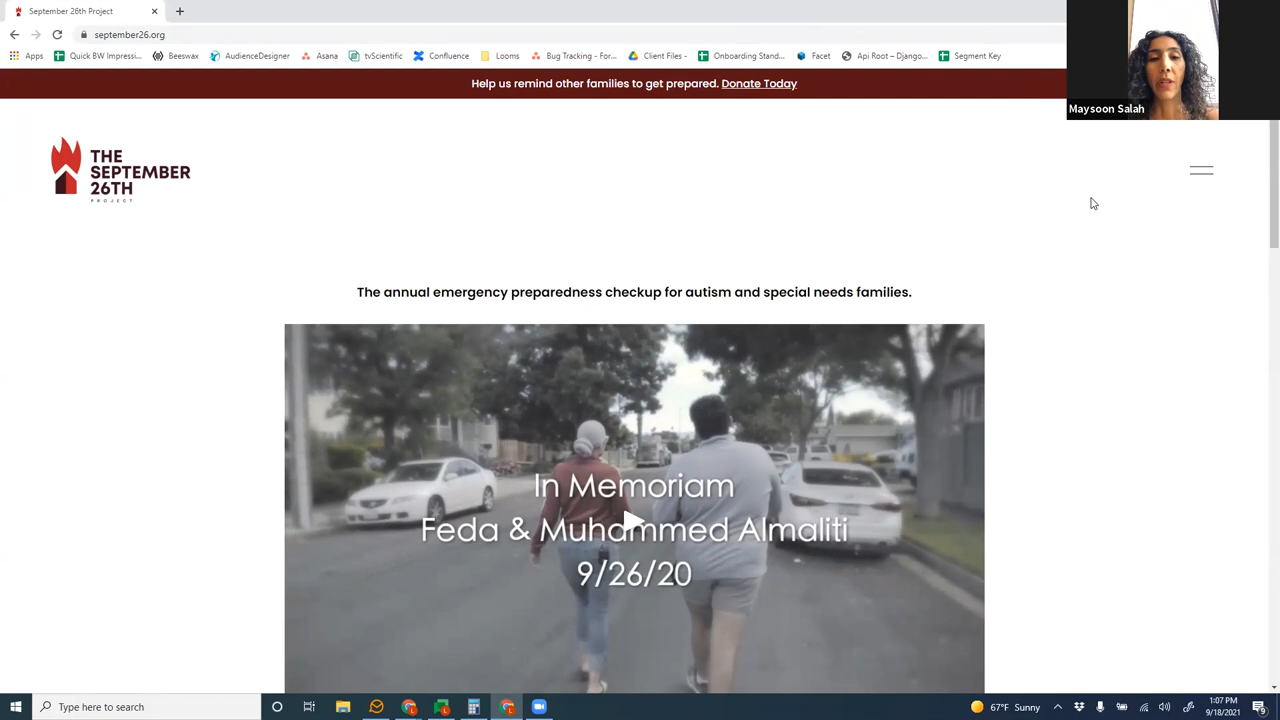 September 26th Project
september26.org
Apps Quick BW Impressi... Beeswax AudienceDesigner Asana tvScientific Confluence Looms Bug Tracking - For... Client Files - Onboarding Stand... Facet Api Root – Django... Segment Key
Help us remind other families to get prepared. Donate Today
Maysoon Salah
THE
SEPTEMBER
26TH
PROJECT
The annual emergency preparedness checkup for autism and special needs families.
In Memoriam
Feda & Muhammed Almaliti
9/26/20
Type here to search
67°F Sunny
1:07 PM
9/18/2021